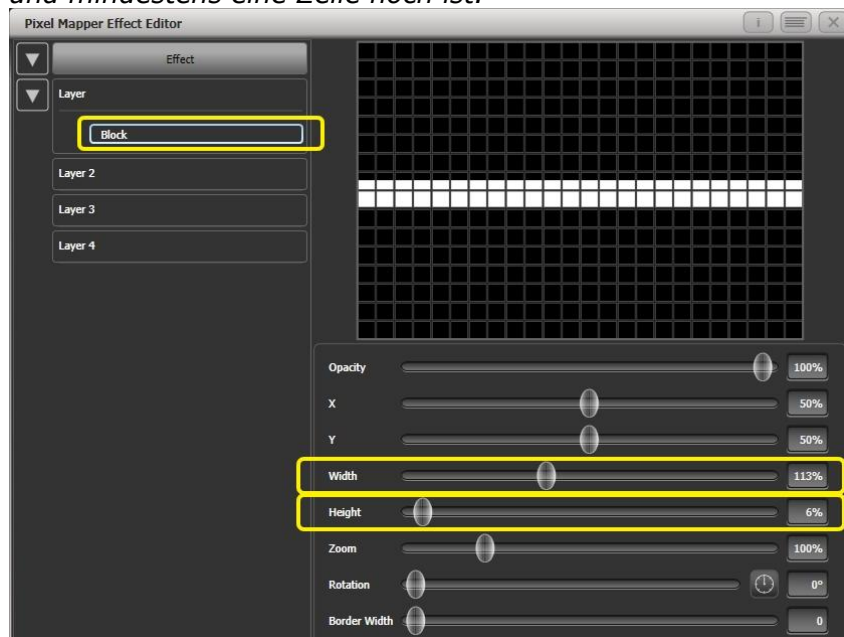 und mindestens eine Zeile hoch ist.
Pixel Mapper Effect Editor
i
Effect
Layer
Block
Layer 2
Layer 3
Layer 4
Opacity 100%
X 50%
Y 50%
Width 113%
Height 6%
Zoom 100%
Rotation 0°
Border Width 0